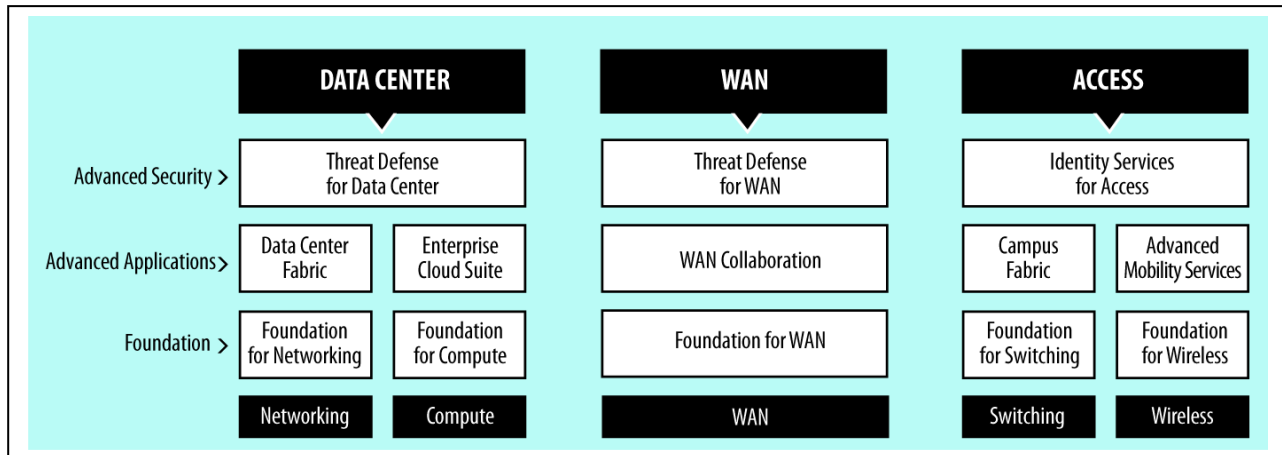 DATA CENTER
WAN
ACCESS
Advanced Security >
Threat Defense
for Data Center
Threat Defense
for WAN
Identity Services
for Access
Advanced Applications >
Data Center
Fabric
Enterprise
Cloud Suite
WAN Collaboration
Campus
Fabric
Advanced
Mobility Services
Foundation >
Foundation
for Networking
Foundation
for Compute
Foundation for WAN
Foundation
for Switching
Foundation
for Wireless
Networking
Compute
WAN
Switching
Wireless